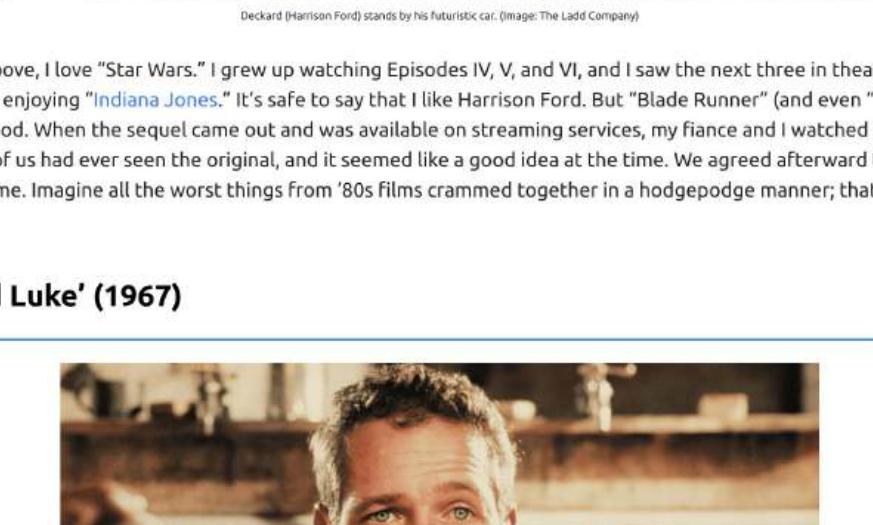 Deckard (Harrison Ford) stands by his futuristic car. (Image: The Ladd Company)
ove, I love “Star Wars.” I grew up watching Episodes IV, V, and VI, and I saw the next three in thea
enjoying “Indiana Jones.” It’s safe to say that I like Harrison Ford. But “Blade Runner” (and even “
od. When the sequel came out and was available on streaming services, my fiance and I watched
of us had ever seen the original, and it seemed like a good idea at the time. We agreed afterward
me. Imagine all the worst things from ’80s films crammed together in a hodgepodge manner; that
Luke’ (1967)